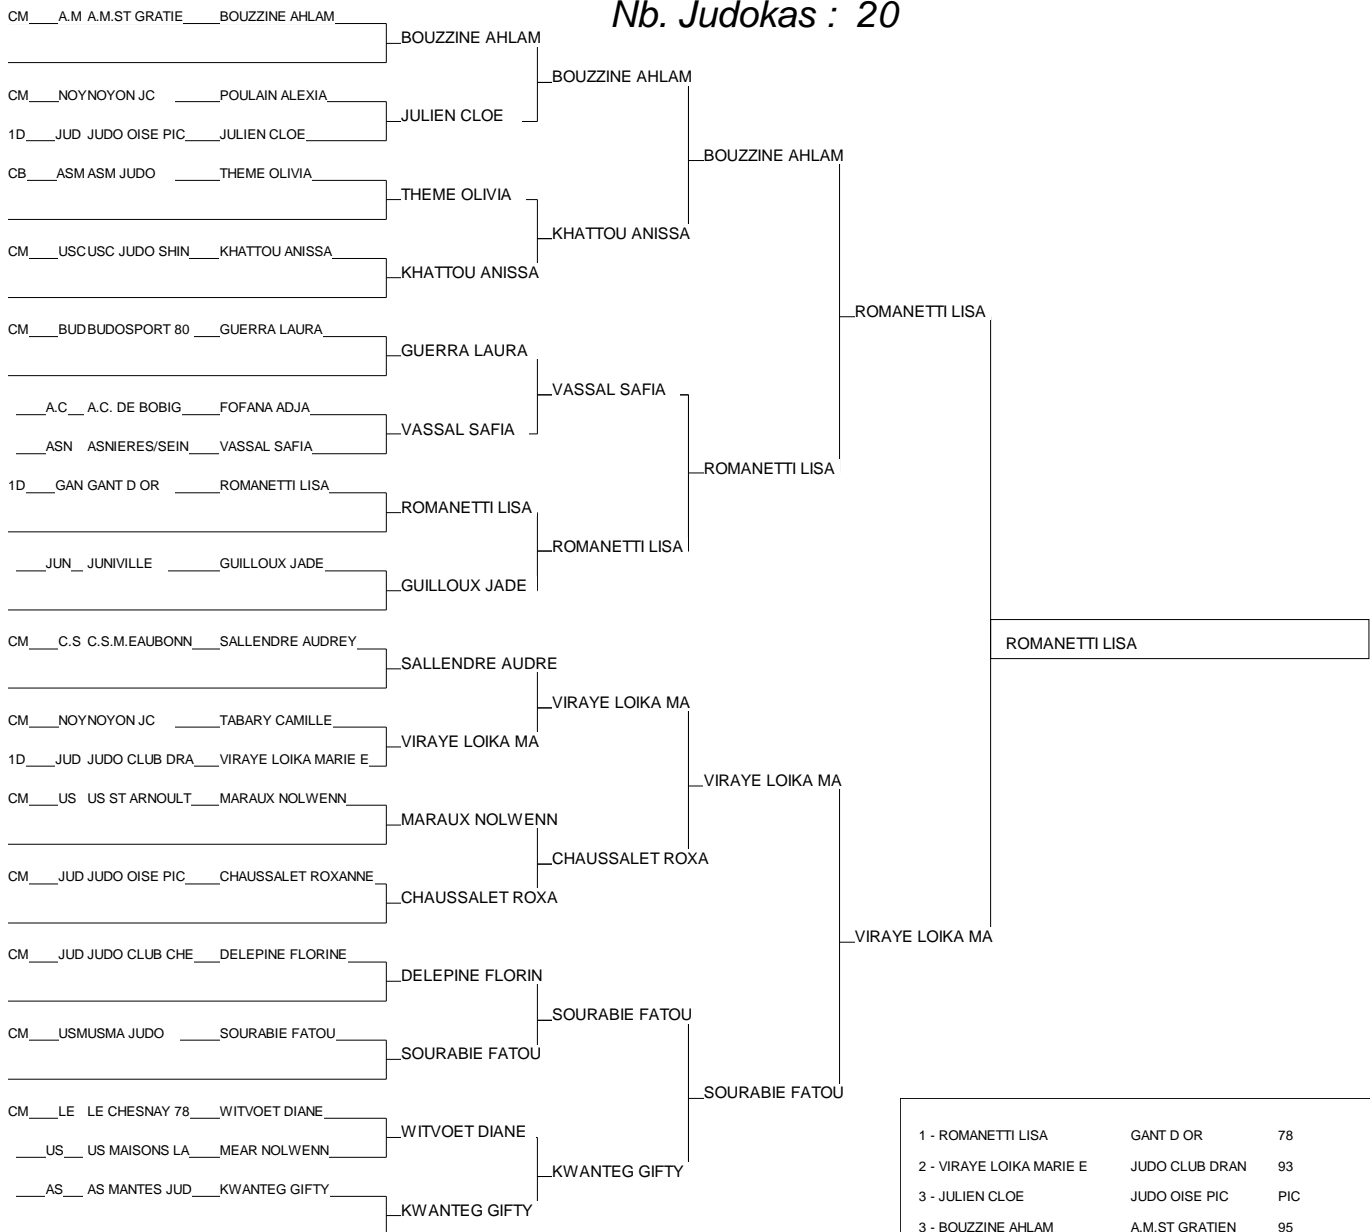 Nb. Judokas : 20
CM A.M A.M.ST GRATIE BOUZZINE AHLAM
BOUZZINE AHLAM
BOUZZINE AHLAM
CM NOY NOYON JC POULAIN ALEXIA
JULIEN CLOE
1D JUD JUDO OISE PIC JULIEN CLOE
BOUZZINE AHLAM
CB ASM ASM JUDO THEME OLIVIA
THEME OLIVIA
KHATTOU ANISSA
CM USC USC JUDO SHIN KHATTOU ANISSA
KHATTOU ANISSA
ROMANETTI LISA
CM BUD BUDOSPORT 80 GUERRA LAURA
GUERRA LAURA
VASSAL SAFIA
A.C A.C. DE BOBIG FOFANA ADJA
VASSAL SAFIA
ASN ASNIERES/SEIN VASSAL SAFIA
ROMANETTI LISA
1D GAN GANT D OR ROMANETTI LISA
ROMANETTI LISA
ROMANETTI LISA
JUN JUNIVILLE GUILLOUX JADE
GUILLOUX JADE
ROMANETTI LISA
CM C.S C.S.M.EAUBONN SALLENDRE AUDREY
SALLENDRE AUDRE
VIRAYE LOIKA MA
CM NOY NOYON JC TABARY CAMILLE
VIRAYE LOIKA MA
1D JUD JUDO CLUB DRA VIRAYE LOIKA MARIE E
VIRAYE LOIKA MA
CM US US ST ARNOULT MARAUX NOLWENN
MARAUX NOLWENN
CHAUSSALET ROXA
CM JUD JUDO OISE PIC CHAUSSALET ROXANNE
CHAUSSALET ROXA
VIRAYE LOIKA MA
CM JUD JUDO CLUB CHE DELEPINE FLORINE
DELEPINE FLORIN
SOURABIE FATOU
CM USM USMA JUDO SOURABIE FATOU
SOURABIE FATOU
SOURABIE FATOU
CM LE LE CHESNAY 78 WITVOET DIANE
WITVOET DIANE
US US MAISONS LA MEAR NOLWENN
KWANTEG GIFTY
AS AS MANTES JUD KWANTEG GIFTY
KWANTEG GIFTY
1 - ROMANETTI LISA GANT D OR 78
2 - VIRAYE LOIKA MARIE E JUDO CLUB DRAN 93
3 - JULIEN CLOE JUDO OISE PIC PIC
3 - BOUZZINE AHLAM A.M.ST GRATIEN 95